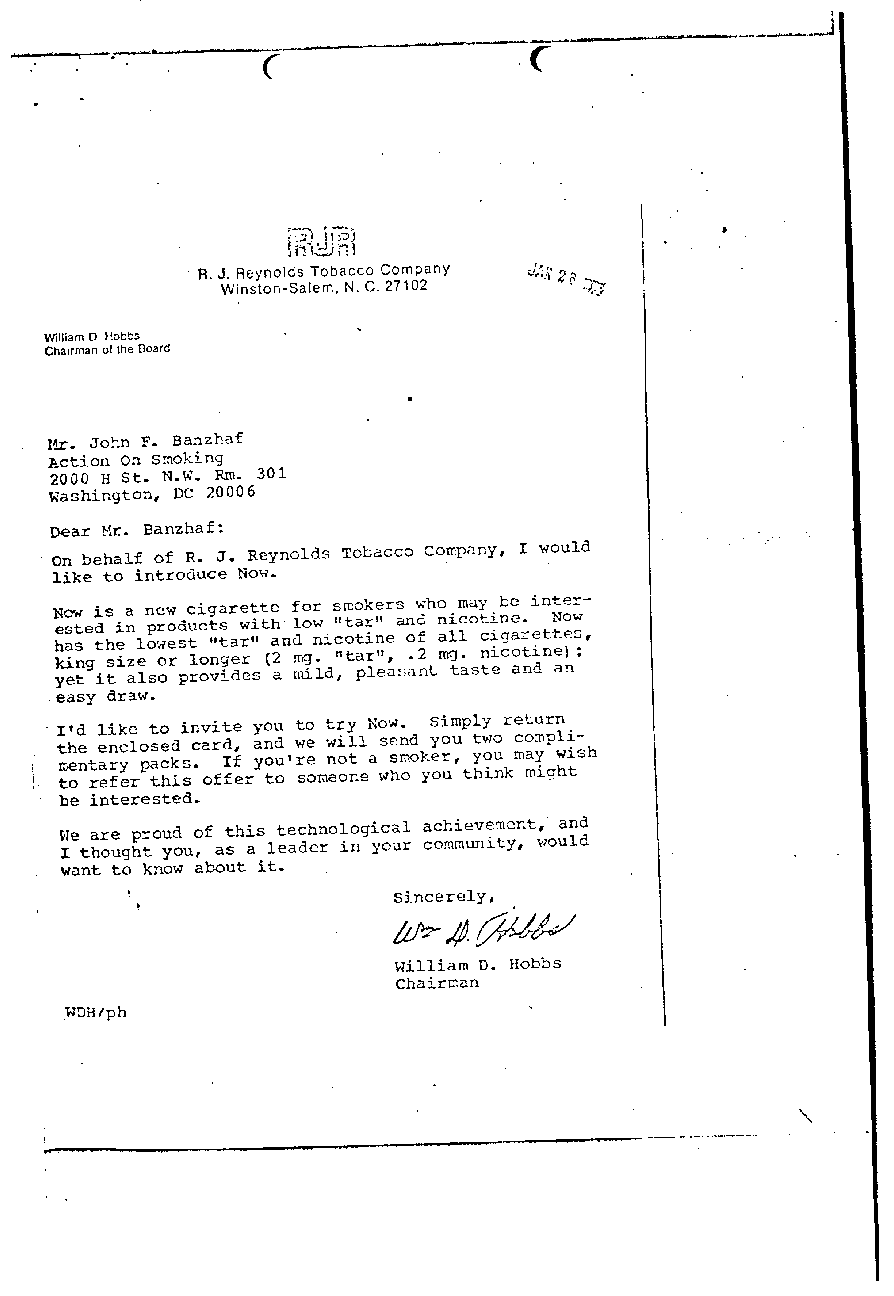 RJR
R. J. Reynolds Tobacco Company
Winston-Salem, N. C. 27102
JAN 26
William D. Hobbs
Chairman of the Board
Mr. John F. Banzhaf
Action On Smoking
2000 H St. N.W. Rm. 301
Washington, DC 20006
Dear Mr. Banzhaf:
On behalf of R. J. Reynolds Tobacco Company, I would
like to introduce Now.
Now is a new cigarette for smokers who may be inter-
ested in products with low "tar" and nicotine. Now
has the lowest "tar" and nicotine of all cigarettes,
king size or longer (2 mg. "tar", .2 mg. nicotine);
yet it also provides a mild, pleasant taste and an
easy draw.
I'd like to invite you to try Now. Simply return
the enclosed card, and we will send you two compli-
mentary packs. If you're not a smoker, you may wish
to refer this offer to someone who you think might
be interested.
We are proud of this technological achievement, and
I thought you, as a leader in your community, would
want to know about it.
Sincerely,
Wm D. Hobbs
William D. Hobbs
Chairman
WDH/ph